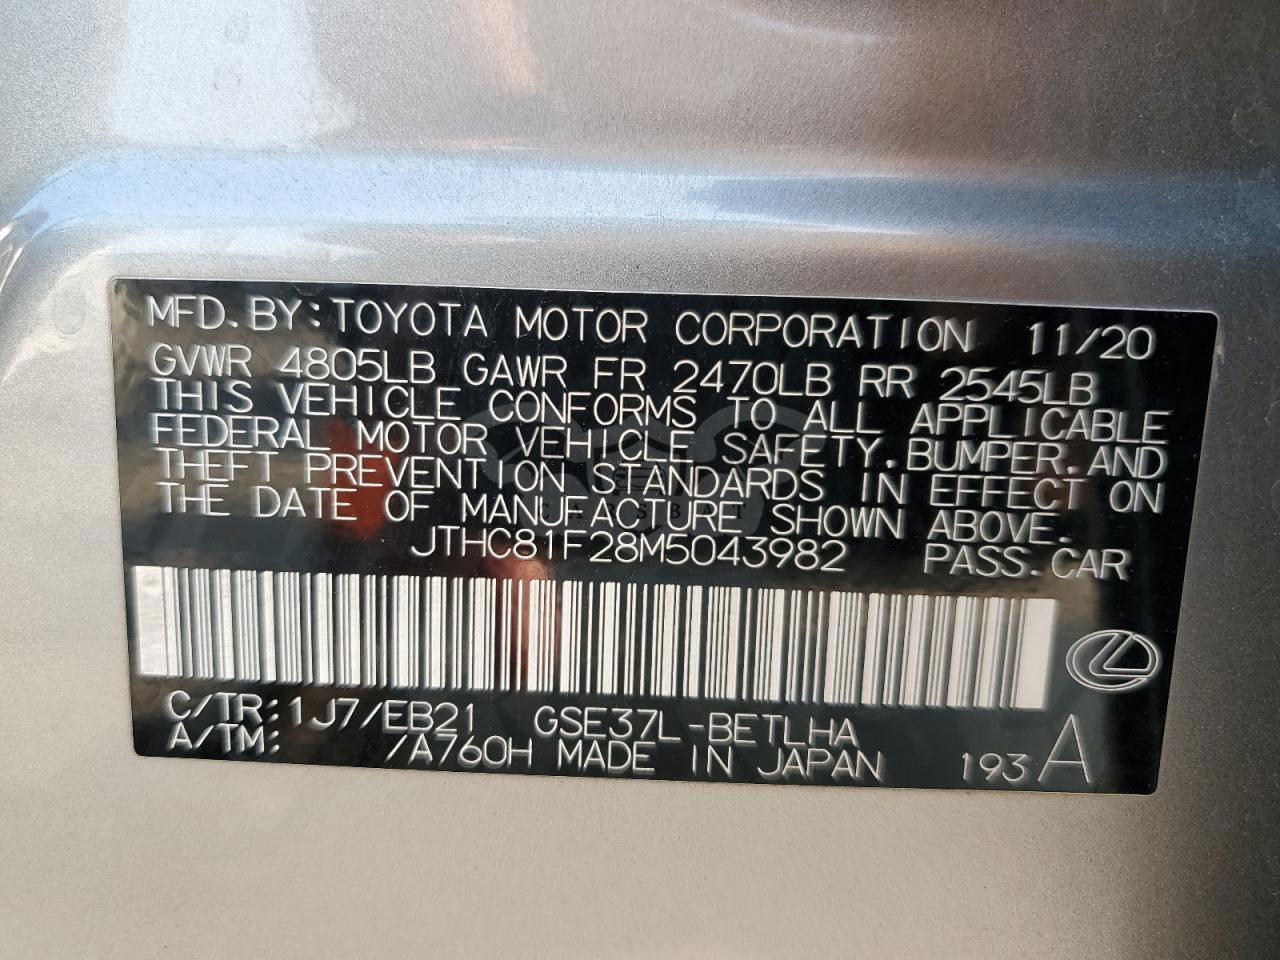 MFD. BY: TOYOTA MOTOR CORPORATION 11/20
GVWR 4805LB GAWR FR 2470LB RR 2545LB
THIS VEHICLE CONFORMS TO ALL APPLICABLE
FEDERAL MOTOR VEHICLE SAFETY, BUMPER, AND
THEFT PREVENTION STANDARDS IN EFFECT ON
THE DATE OF MANUFACTURE SHOWN ABOVE.
CARSBAT
JTHC81F28M5043982 PASS. CAR
C/TR: 1J7/EB21 GSE37L-BETLHA
A/TM: /A760H MADE IN JAPAN 193 A